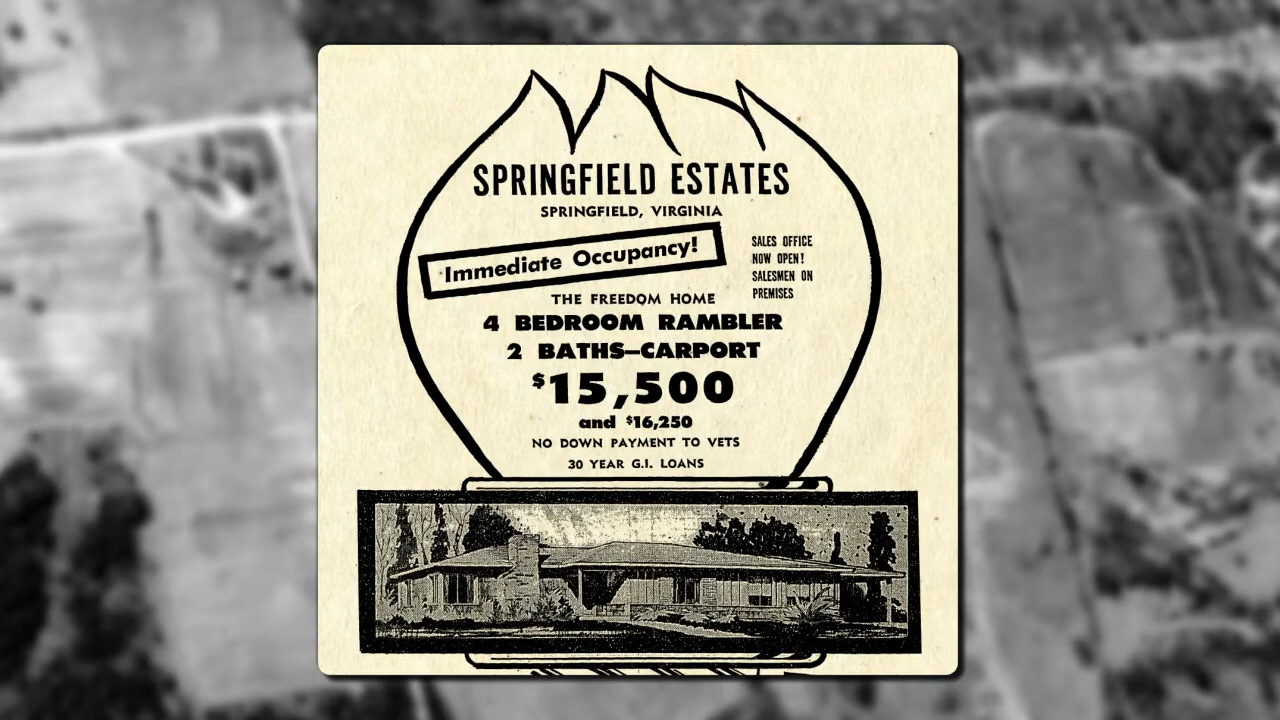 SPRINGFIELD ESTATES
SPRINGFIELD, VIRGINIA
Immediate Occupancy!
SALES OFFICE
NOW OPEN!
SALESMEN ON
PREMISES
THE FREEDOM HOME
4 BEDROOM RAMBLER
2 BATHS—CARPORT
$15,500
and $16,250
NO DOWN PAYMENT TO VETS
30 YEAR G.I. LOANS